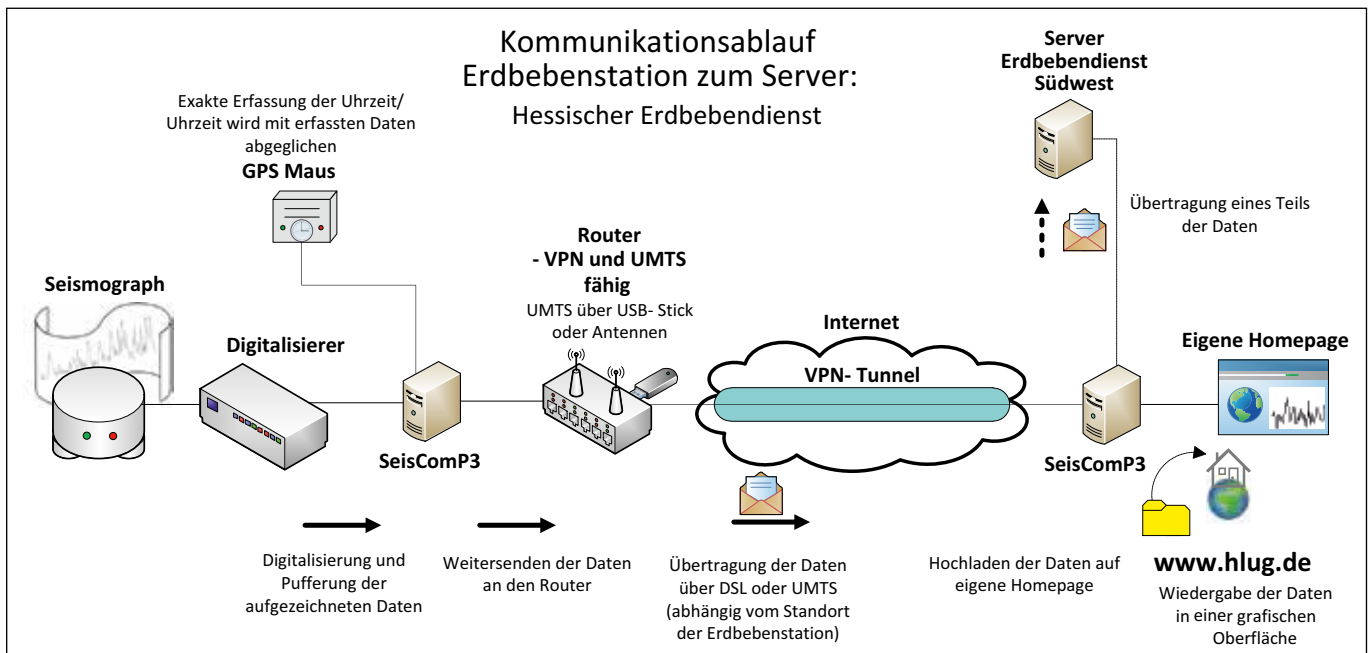 Kommunikationsablauf
Erdbebenstation zum Server:
Hessischer Erdbebendienst
Server
Erdbebendienst
Südwest
Exakte Erfassung der Uhrzeit/
Uhrzeit wird mit erfassten Daten
abgeglichen
GPS Maus
Übertragung eines Teils
der Daten
Router
- VPN und UMTS
fähig
UMTS über USB- Stick
oder Antennen
Seismograph
Digitalisierer
SeisComP3
Internet
VPN- Tunnel
SeisComP3
Eigene Homepage
Digitalisierung und
Pufferung der
aufgezeichneten Daten
Weitersenden der Daten
an den Router
Übertragung der Daten
über DSL oder UMTS
(abhängig vom Standort
der Erdbebenstation)
Hochladen der Daten auf
eigene Homepage
www.hlug.de
Wiedergabe der Daten
in einer grafischen
Oberfläche